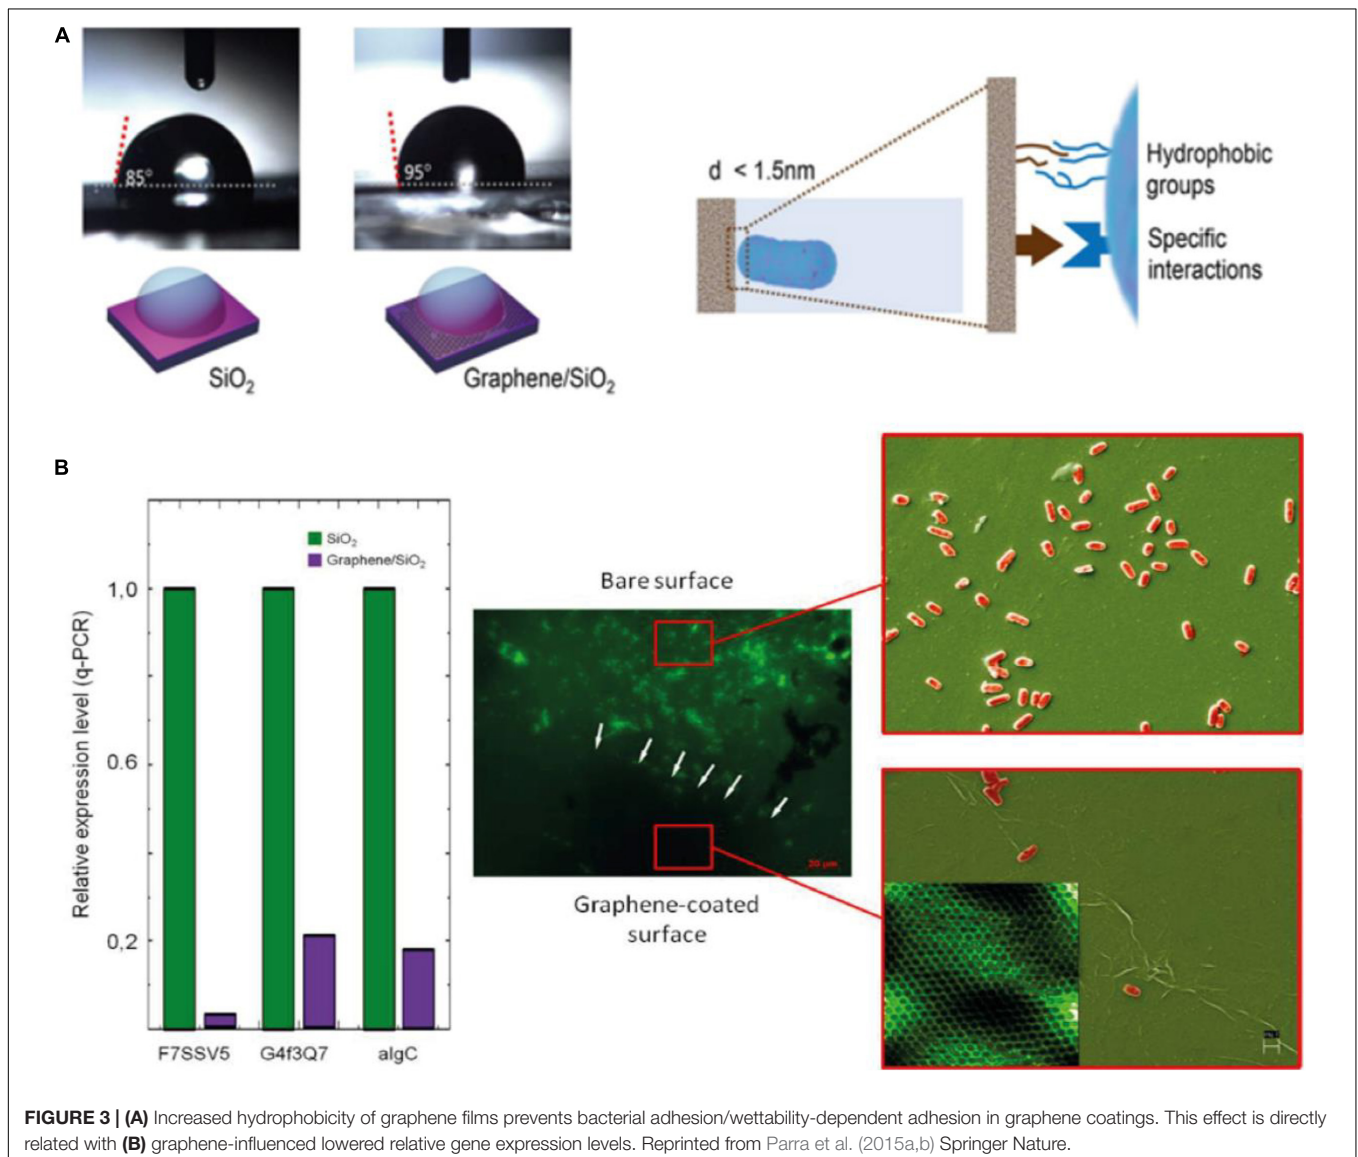 A
85°
95°
SiO₂
Graphene/SiO₂
d < 1.5nm
Hydrophobic
groups
Specific
interactions
B
Relative expression level (q-PCR)
1,0
0.6
0,2
SiO₂
Graphene/SiO₂
F7SSV5
G4f3Q7
algC
Bare surface
20 µm
Graphene-coated
surface
FIGURE 3 | (A) Increased hydrophobicity of graphene films prevents bacterial adhesion/wettability-dependent adhesion in graphene coatings. This effect is directly
related with (B) graphene-influenced lowered relative gene expression levels. Reprinted from Parra et al. (2015a,b) Springer Nature.